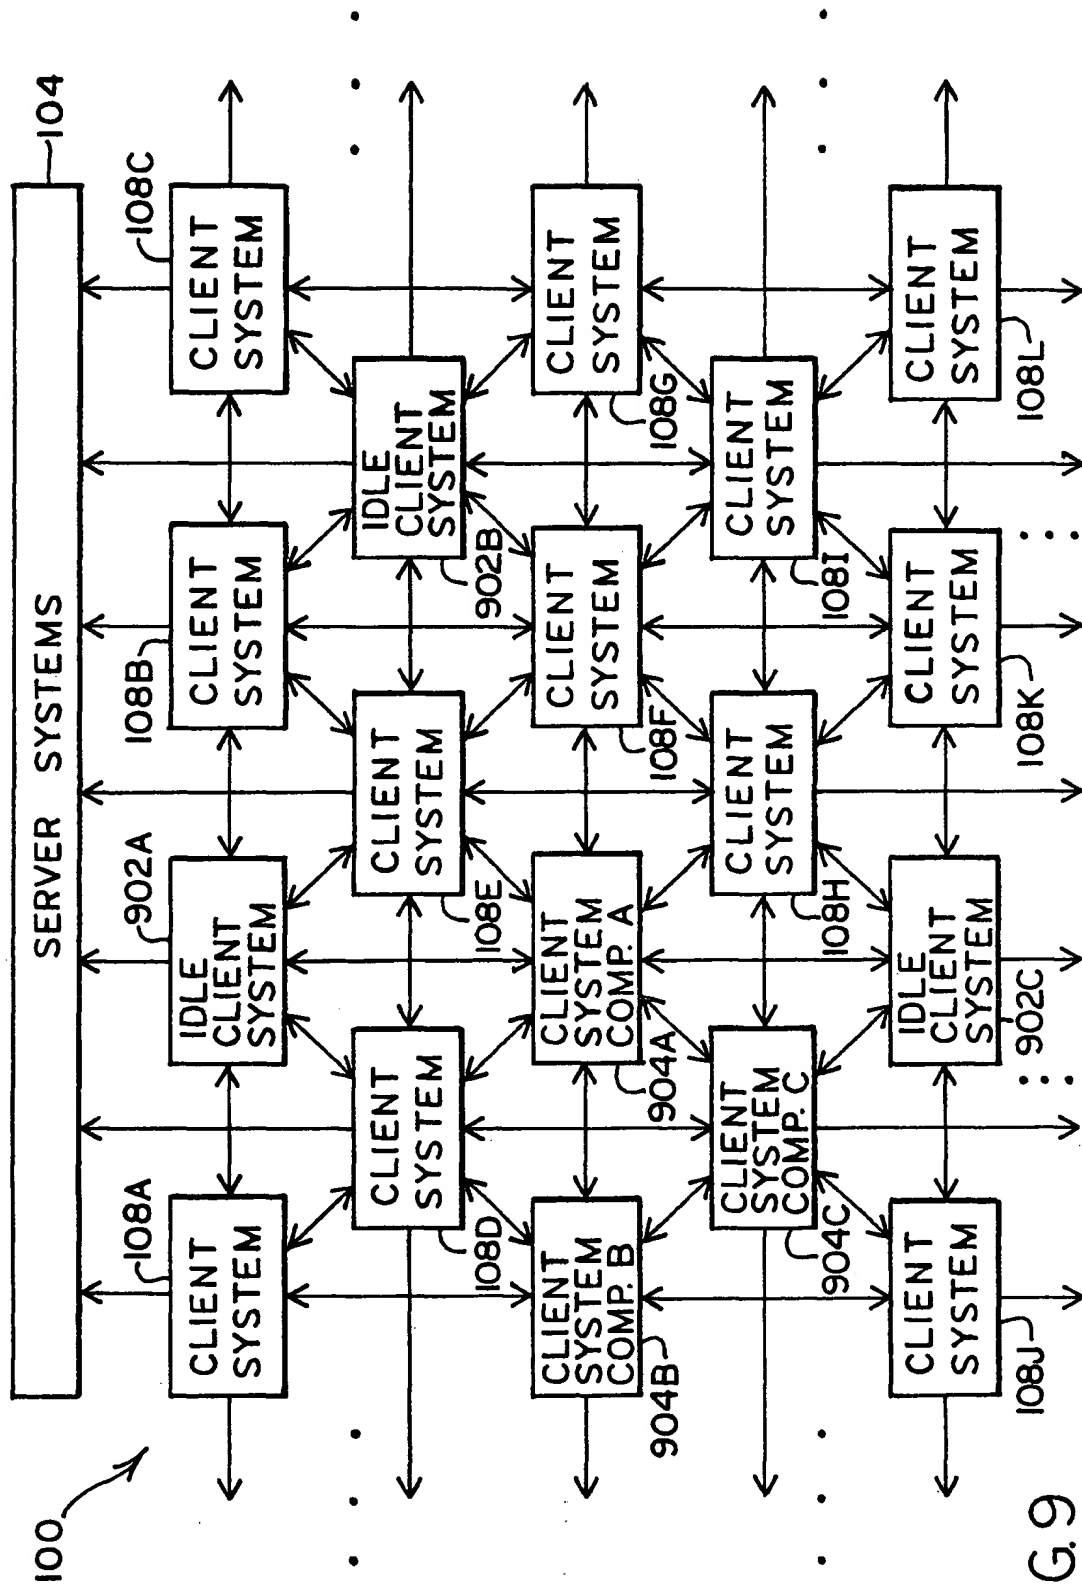 100
SERVER SYSTEMS
104
108A
902A
108B
108C
CLIENT
SYSTEM
IDLE
CLIENT
SYSTEM
CLIENT
SYSTEM
CLIENT
SYSTEM
CLIENT
SYSTEM
108D
CLIENT
SYSTEM
108E
IDLE
CLIENT
SYSTEM
902B
CLIENT
SYSTEM
COMP. B
904B
CLIENT
SYSTEM
COMP. A
904A
CLIENT
SYSTEM
108F
CLIENT
SYSTEM
108G
CLIENT
SYSTEM
COMP. C
904C
CLIENT
SYSTEM
108H
CLIENT
SYSTEM
108I
CLIENT
SYSTEM
108J
IDLE
CLIENT
SYSTEM
902C
CLIENT
SYSTEM
108K
CLIENT
SYSTEM
108L
G. 9